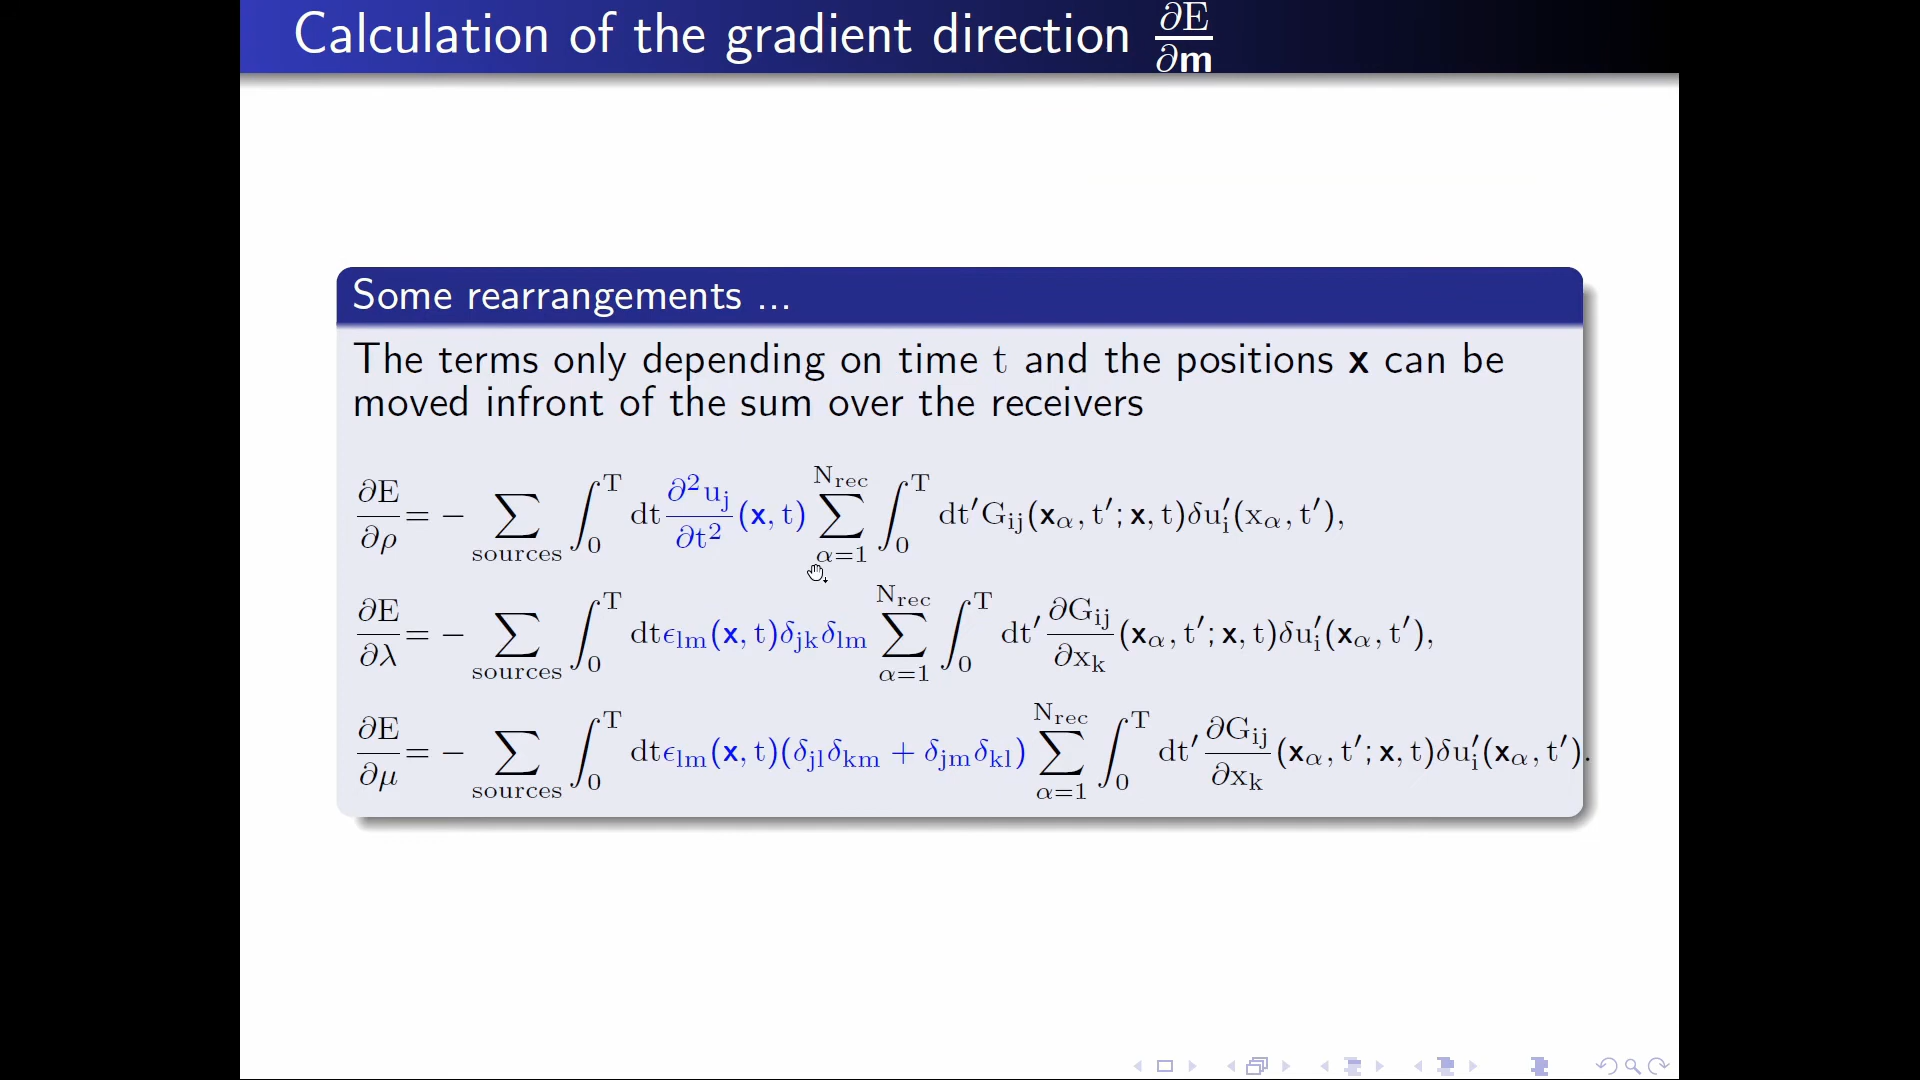 Calculation of the gradient direction ∂E/∂m
Some rearrangements ...
The terms only depending on time t and the positions x can be
moved infront of the sum over the receivers
∂E/∂ρ = − ∑_{sources} ∫_0^T dt ∂²u_j/∂t² (x, t) ∑_{α=1}^{N_rec} ∫_0^T dt′ G_ij(x_α, t′; x, t)δu′_i(x_α, t′),
∂E/∂λ = − ∑_{sources} ∫_0^T dt ϵ_lm(x, t)δ_jk δ_lm ∑_{α=1}^{N_rec} ∫_0^T dt′ ∂G_ij/∂x_k (x_α, t′; x, t)δu′_i(x_α, t′),
∂E/∂μ = − ∑_{sources} ∫_0^T dt ϵ_lm(x, t)(δ_jl δ_km + δ_jm δ_kl) ∑_{α=1}^{N_rec} ∫_0^T dt′ ∂G_ij/∂x_k (x_α, t′; x, t)δu′_i(x_α, t′).